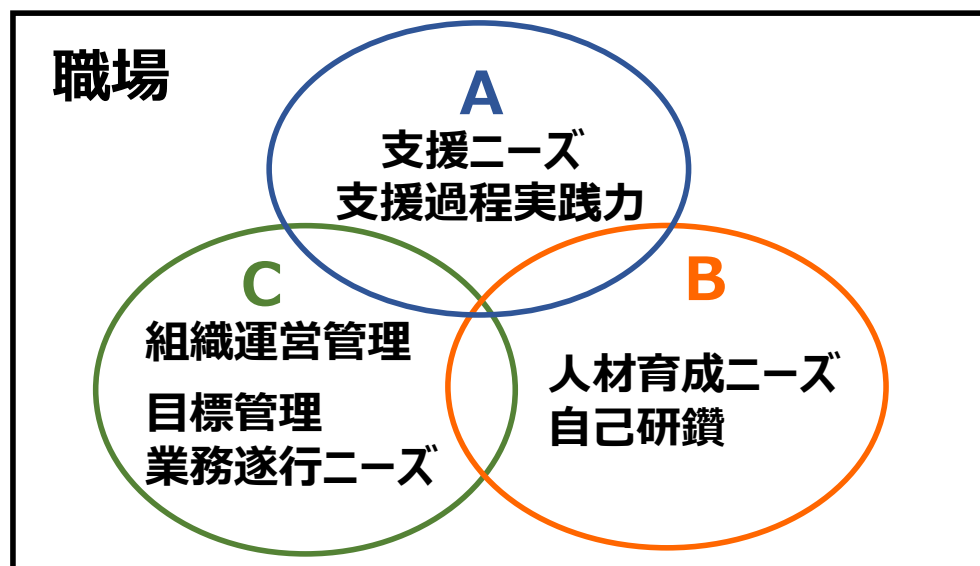 職場
A
支援ニーズ
支援過程実践力
C
組織運営管理
目標管理
業務遂行ニーズ
B
人材育成ニーズ
自己研鑽